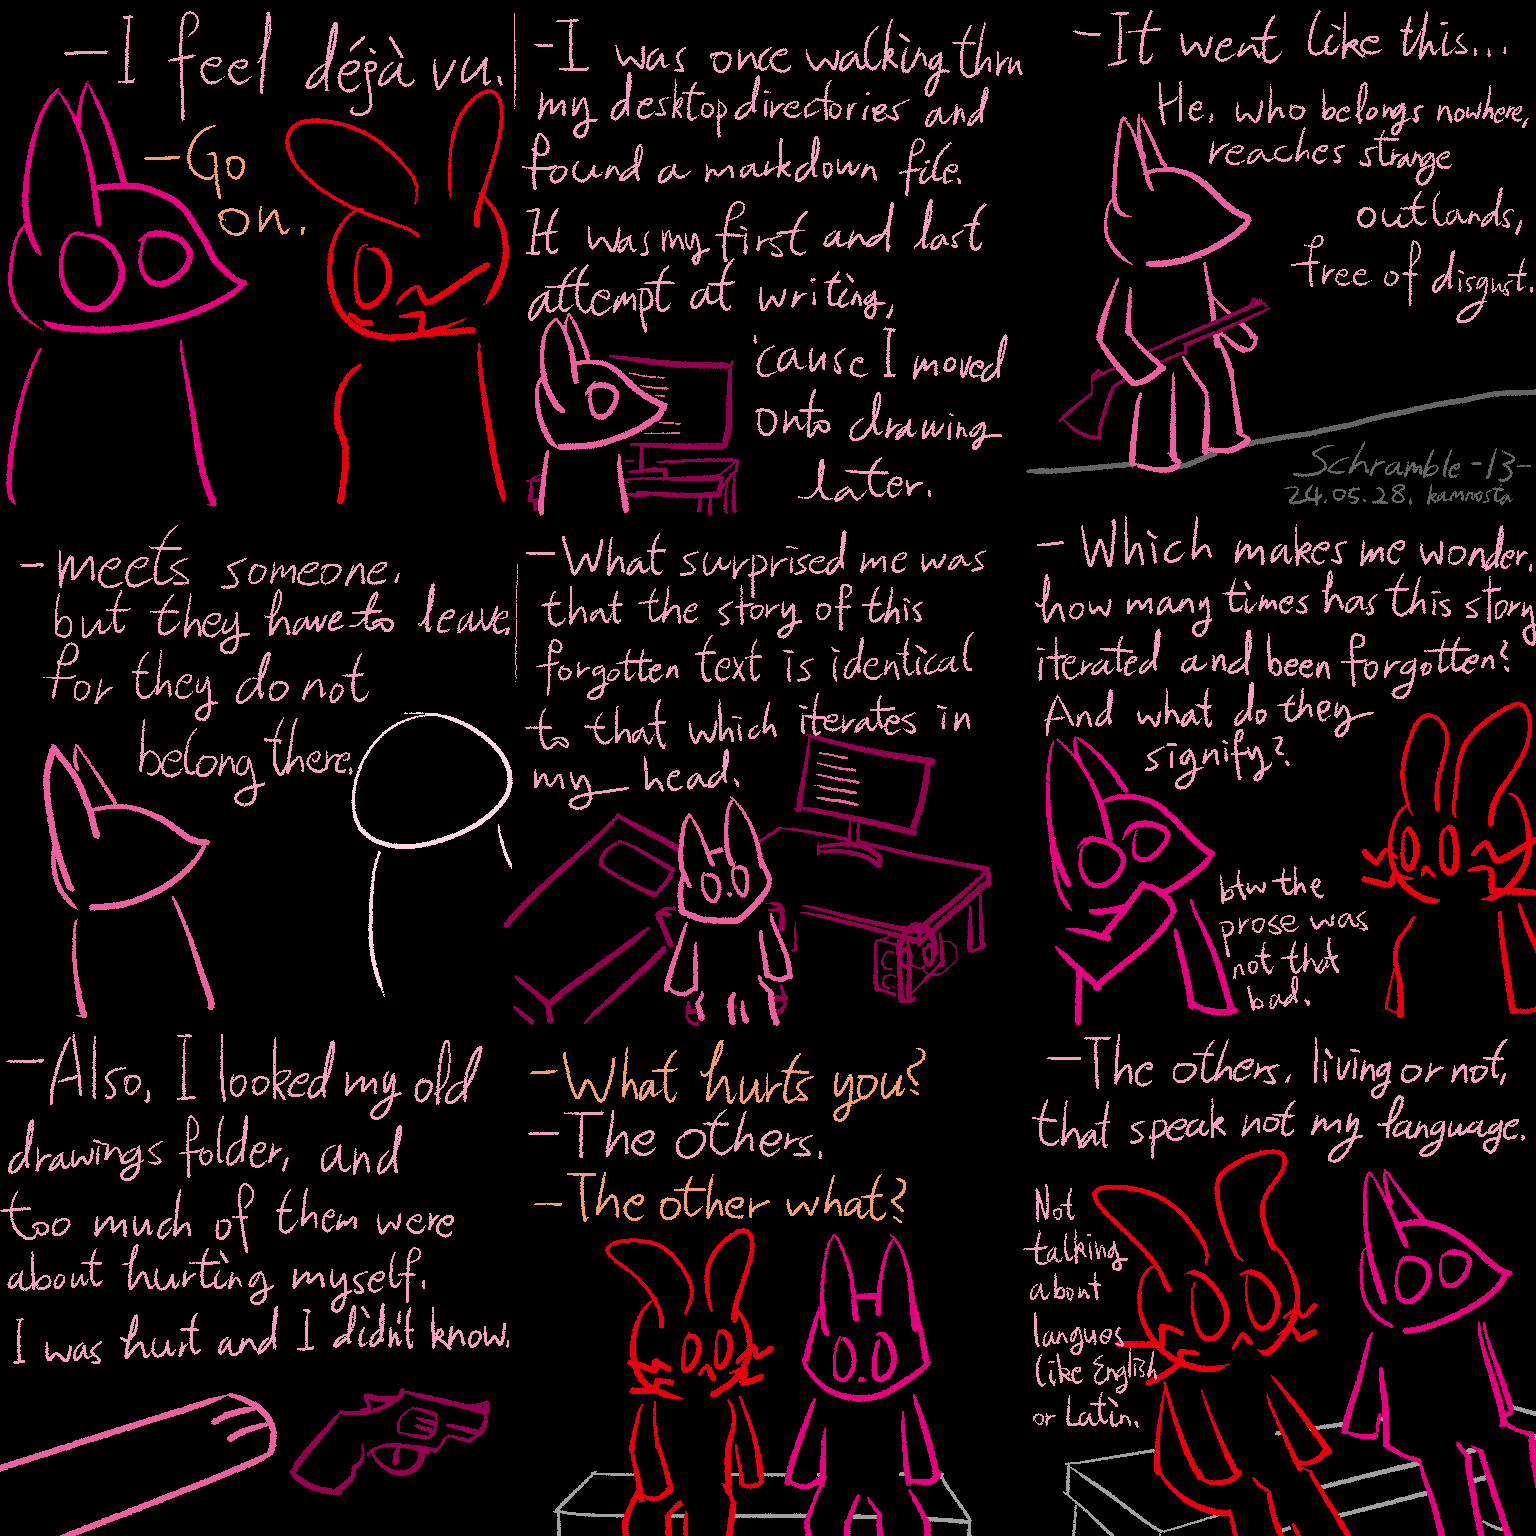 -I feel déjà vu.
-Go
on.
-I was once walking thru
my desktop directories and
found a markdown file.
It was my first and last
attempt at writing,
'cause I moved
onto drawing
later.
-It went like this...
He, who belongs nowhere,
reaches strange
outlands,
free of disgust.
Schramble -13-
24.05.28. kamnosta
-meets someone.
but they have to leave.
for they do not
belong there.
-What surprised me was
that the story of this
forgotten text is identical
to that which iterates in
my head.
-Which makes me wonder.
how many times has this story
iterated and been forgotten?
And what do they
signify?
btw the
prose was
not that
bad.
-Also, I looked my old
drawings folder, and
too much of them were
about hurting myself.
I was hurt and I didn't know.
-What hurts you?
-The others.
-The other what?
-The others, living or not,
that speak not my language.
Not
talking
about
langues
like English
or Latin.